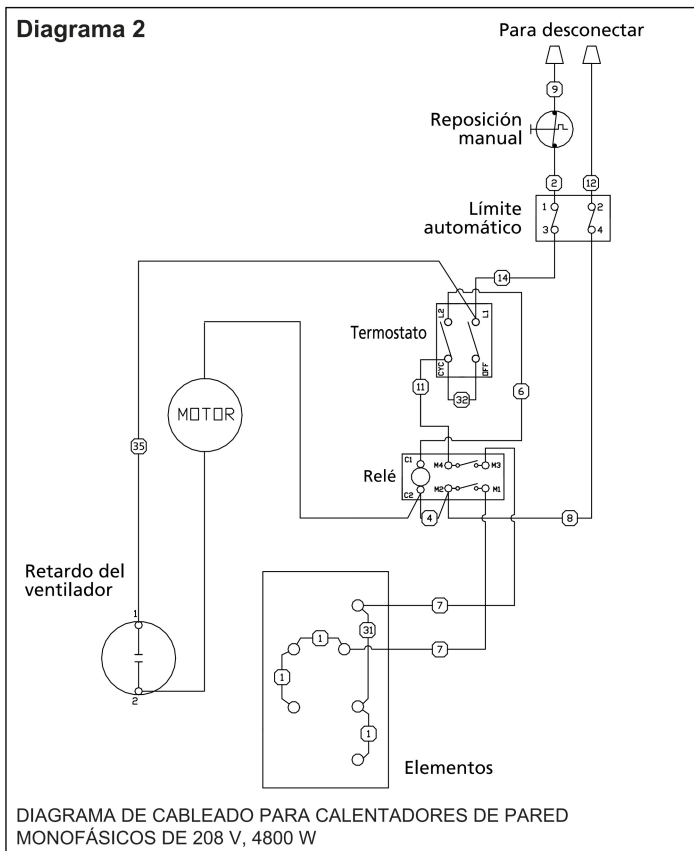 Diagrama 2
Para desconectar
9
Reposición
manual
2
12
1
2
Límite
automático
3
4
14
L2
L1
Termostato
CYC
OFF
11
32
6
MOTOR
35
C1
M4
M3
Relé
C2
M2
M1
4
8
Retardo del
ventilador
1
2
7
31
1
7
1
1
Elementos
DIAGRAMA DE CABLEADO PARA CALENTADORES DE PARED
MONOFÁSICOS DE 208 V, 4800 W